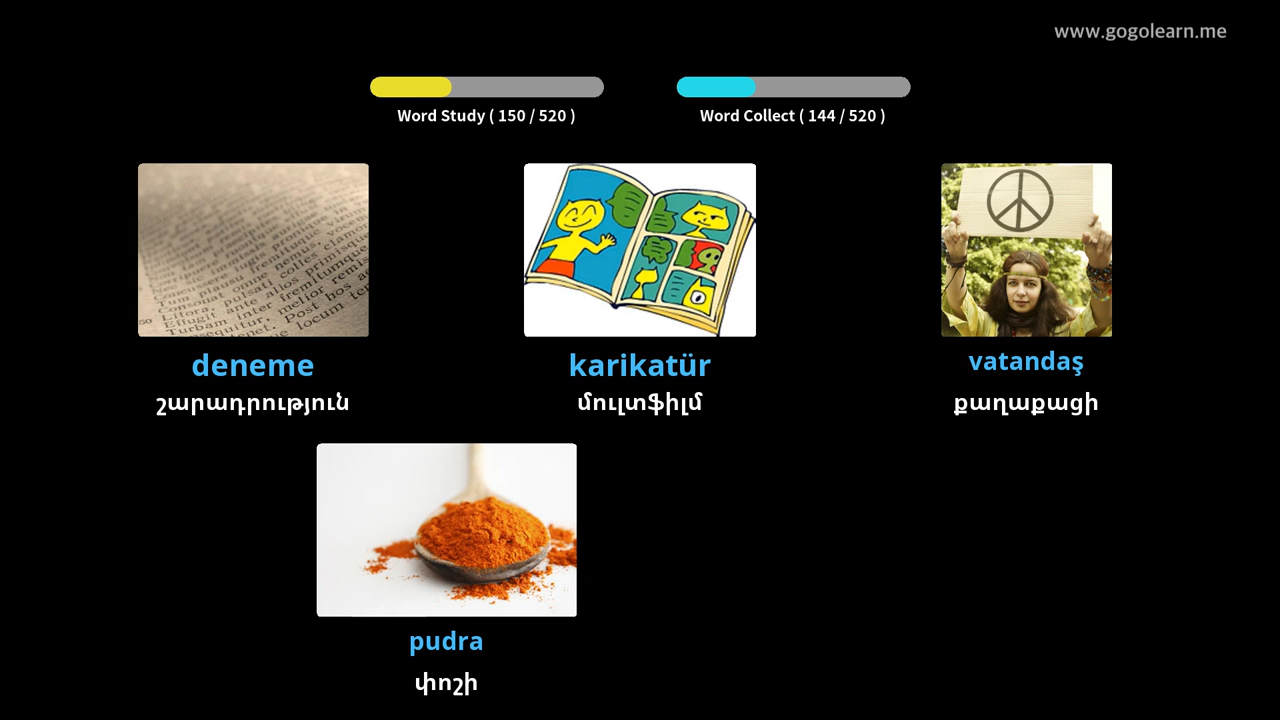 www.gogolearn.me
Word Study ( 150 / 520 )
Word Collect ( 144 / 520 )
deneme
շարադրություն
karikatür
մուլտֆիլմ
vatandaş
քաղաքացի
pudra
փոշի